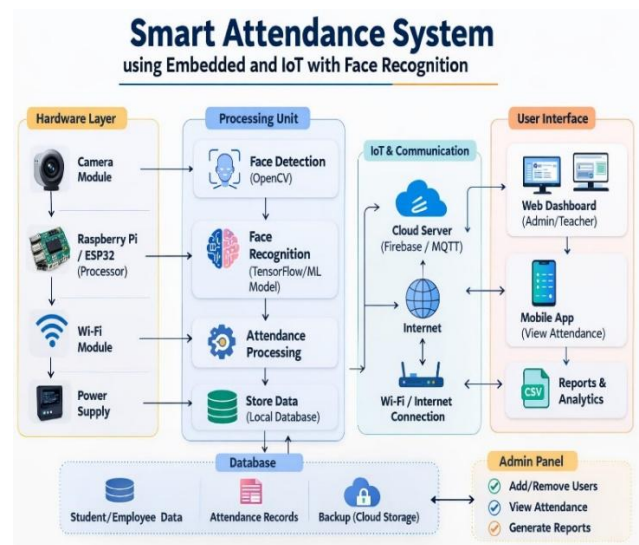 Smart Attendance System
using Embedded and IoT with Face Recognition
Hardware Layer
Camera
Module
Raspberry Pi
/ ESP32
(Processor)
Wi-Fi
Module
Power
Supply
Processing Unit
Face Detection
(OpenCV)
Face
Recognition
(TensorFlow/ML
Model)
Attendance
Processing
Store Data
(Local Database)
IoT & Communication
Cloud Server
(Firebase / MQTT)
Internet
Wi-Fi / Internet
Connection
User Interface
Web Dashboard
(Admin/Teacher)
Mobile App
(View Attendance)
CSV
Reports &
Analytics
Database
Student/Employee Data
Attendance Records
Backup (Cloud Storage)
Admin Panel
Add/Remove Users
View Attendance
Generate Reports